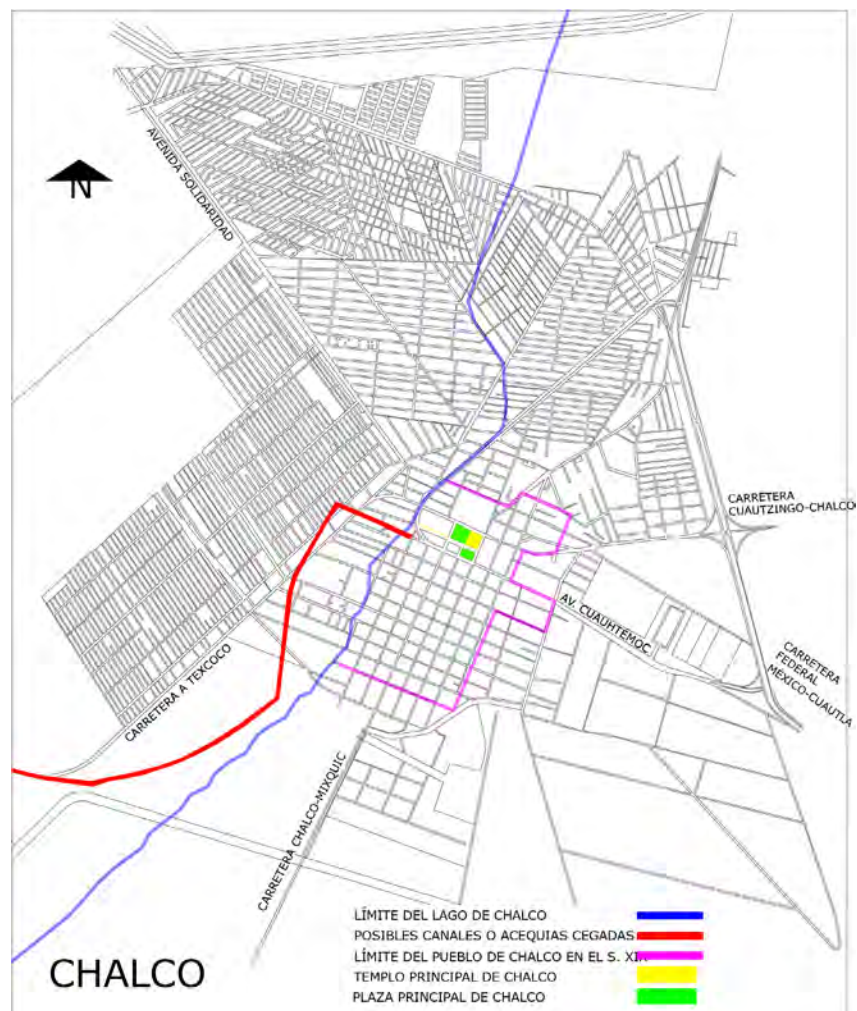 AVENIDA SOLIDARIDAD
N
CARRETERA
CUAUTZINGO-CHALCO
AV. CUAUHTEMOC
CARRETERA
FEDERAL
MÉXICO-CUAUTLA
CARRETERA A TEXCOCO
CARRETERA CHALCO-MIXQUIC
LÍMITE DEL LAGO DE CHALCO
POSIBLES CANALES O ACEQUIAS CEGADAS
LÍMITE DEL PUEBLO DE CHALCO EN EL S. XIX
TEMPLO PRINCIPAL DE CHALCO
PLAZA PRINCIPAL DE CHALCO
CHALCO